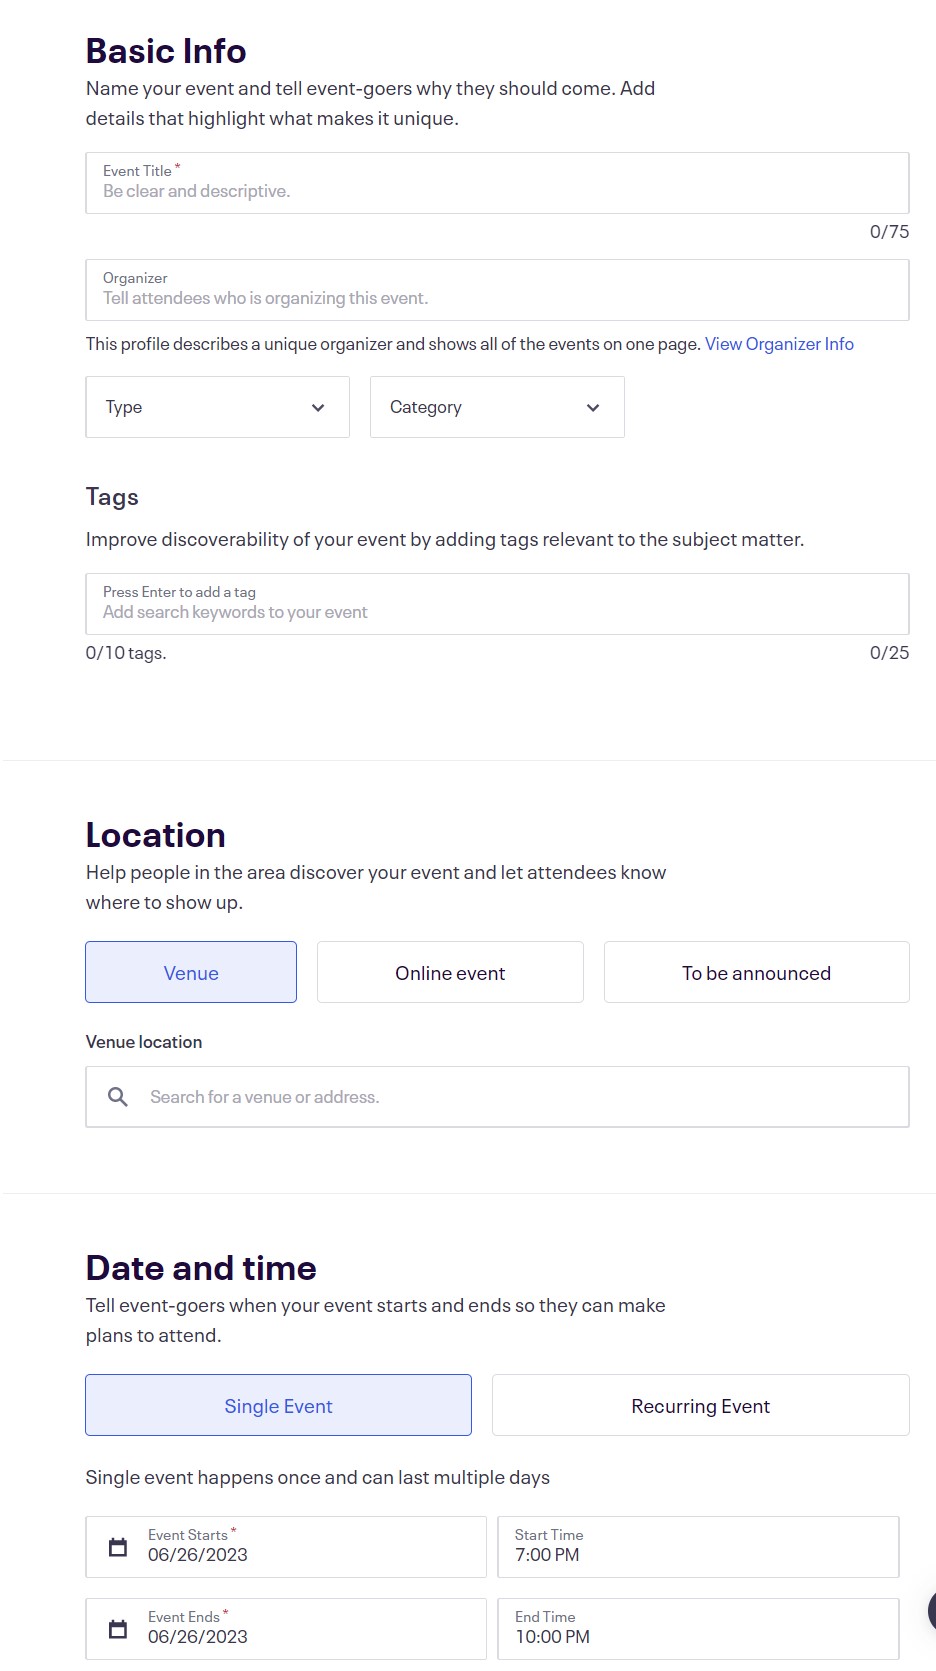 Basic Info
Name your event and tell event-goers why they should come. Add
details that highlight what makes it unique.
Event Title *
Be clear and descriptive.
0/75
Organizer
Tell attendees who is organizing this event.
This profile describes a unique organizer and shows all of the events on one page. View Organizer Info
Type
Category
Tags
Improve discoverability of your event by adding tags relevant to the subject matter.
Press Enter to add a tag
Add search keywords to your event
0/10 tags.
0/25
Location
Help people in the area discover your event and let attendees know
where to show up.
Venue
Online event
To be announced
Venue location
Search for a venue or address.
Date and time
Tell event-goers when your event starts and ends so they can make
plans to attend.
Single Event
Recurring Event
Single event happens once and can last multiple days
Event Starts *
06/26/2023
Start Time
7:00 PM
Event Ends *
06/26/2023
End Time
10:00 PM